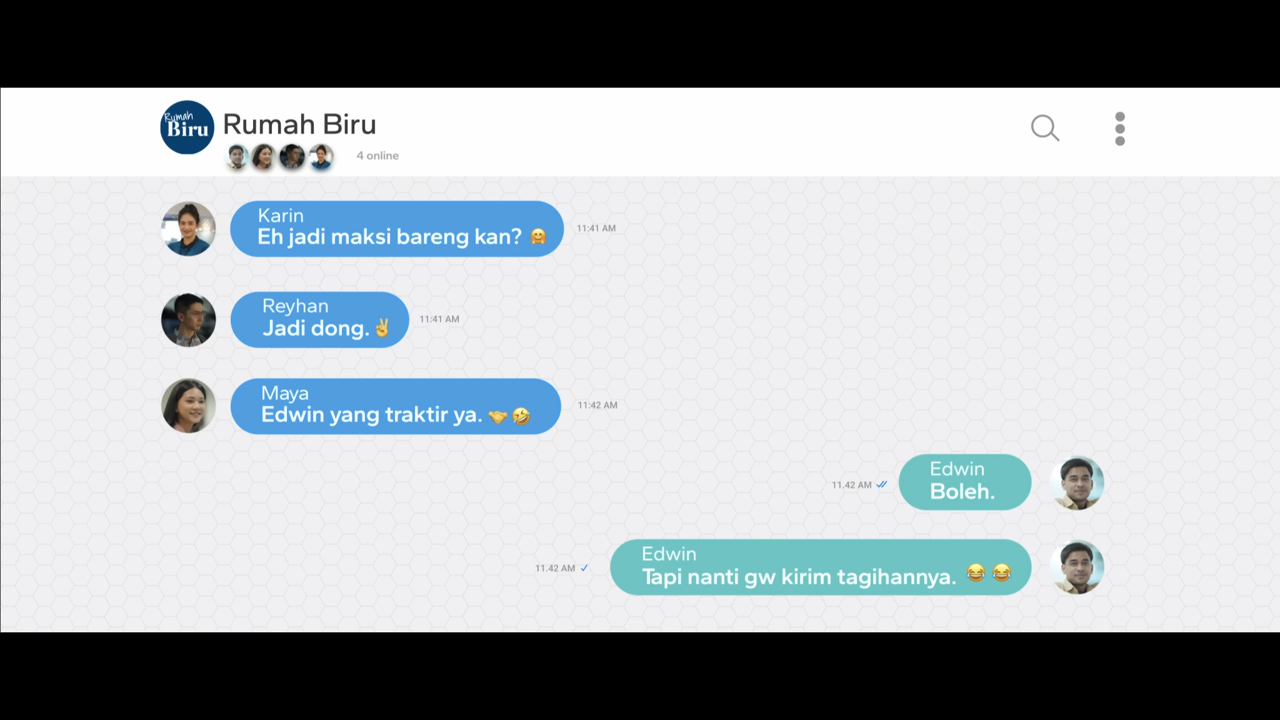 Rumah
Biru
Rumah Biru
4 online
Karin
Eh jadi maksi bareng kan? 🤗
11:41 AM
Reyhan
Jadi dong.✌
11:41 AM
Maya
Edwin yang traktir ya. 🤝🤣
11:42 AM
Edwin
Boleh.
11.42 AM
Edwin
Tapi nanti gw kirim tagihannya. 😂 😂
11.42 AM